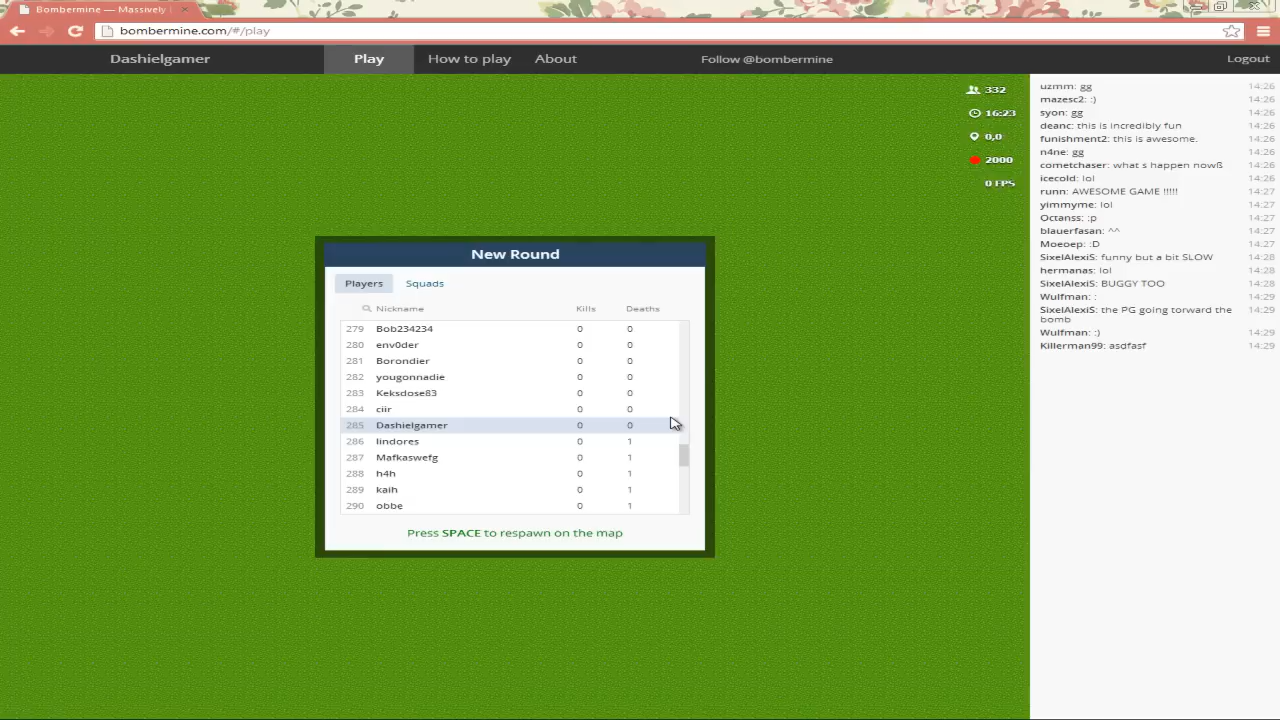 Bombermine — Massively
bombermine.com/#/play
Dashielgamer Play How to play About Follow @bombermine Logout
332
16:23
0,0
2000
0 FPS
New Round
Players Squads
Nickname Kills Deaths
279 Bob234234 0 0
280 env0der 0 0
281 Borondier 0 0
282 yougonnadie 0 0
283 Keksdose83 0 0
284 ciir 0 0
285 Dashielgamer 0 0
286 lindores 0 1
287 Mafkaswefg 0 1
288 h4h 0 1
289 kaih 0 1
290 obbe 0 1
Press SPACE to respawn on the map
uzmm: gg 14:26
mazesc2: :) 14:26
syon: gg 14:26
deanc: this is incredibly fun 14:26
funishment2: this is awesome. 14:26
n4ne: gg 14:26
cometchaser: what s happen nowß 14:26
icecold: lol 14:26
runn: AWESOME GAME !!!!! 14:27
yimmyme: lol 14:27
Octanss: :p 14:27
blauerfasan: ^^ 14:27
Moeoep: :D 14:27
SixelAlexiS: funny but a bit SLOW 14:28
hermanas: lol 14:28
SixelAlexiS: BUGGY TOO 14:28
Wulfman: : 14:29
SixelAlexiS: the PG going torward the 14:29
bomb
Wulfman: :) 14:29
Killerman99: asdfasf 14:29